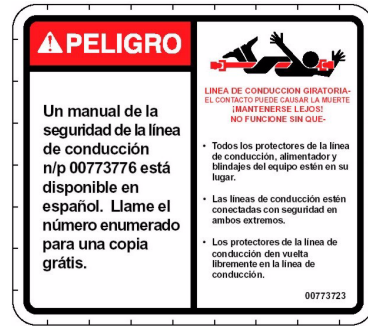 PELIGRO
Un manual de la
seguridad de la línea
de conducción
n/p 00773776 está
disponible en
español. Llame el
número enumerado
para una copia
grátis.
LINEA DE CONDUCCION GIRATORIA-
EL CONTACTO PUEDE CAUSAR LA MUERTE
¡MANTENERSE LEJOS!
NO FUNCIONE SIN QUE-
• Todos los protectores de la línea
de conducción, alimentador y
blindajes del equipo estén en su
lugar.
• Las líneas de conducción estén
conectadas con seguridad en
ambos extremos.
• Los protectores de la línea de
conducción den vuelta
libremente en la línea de
conducción.
00773723